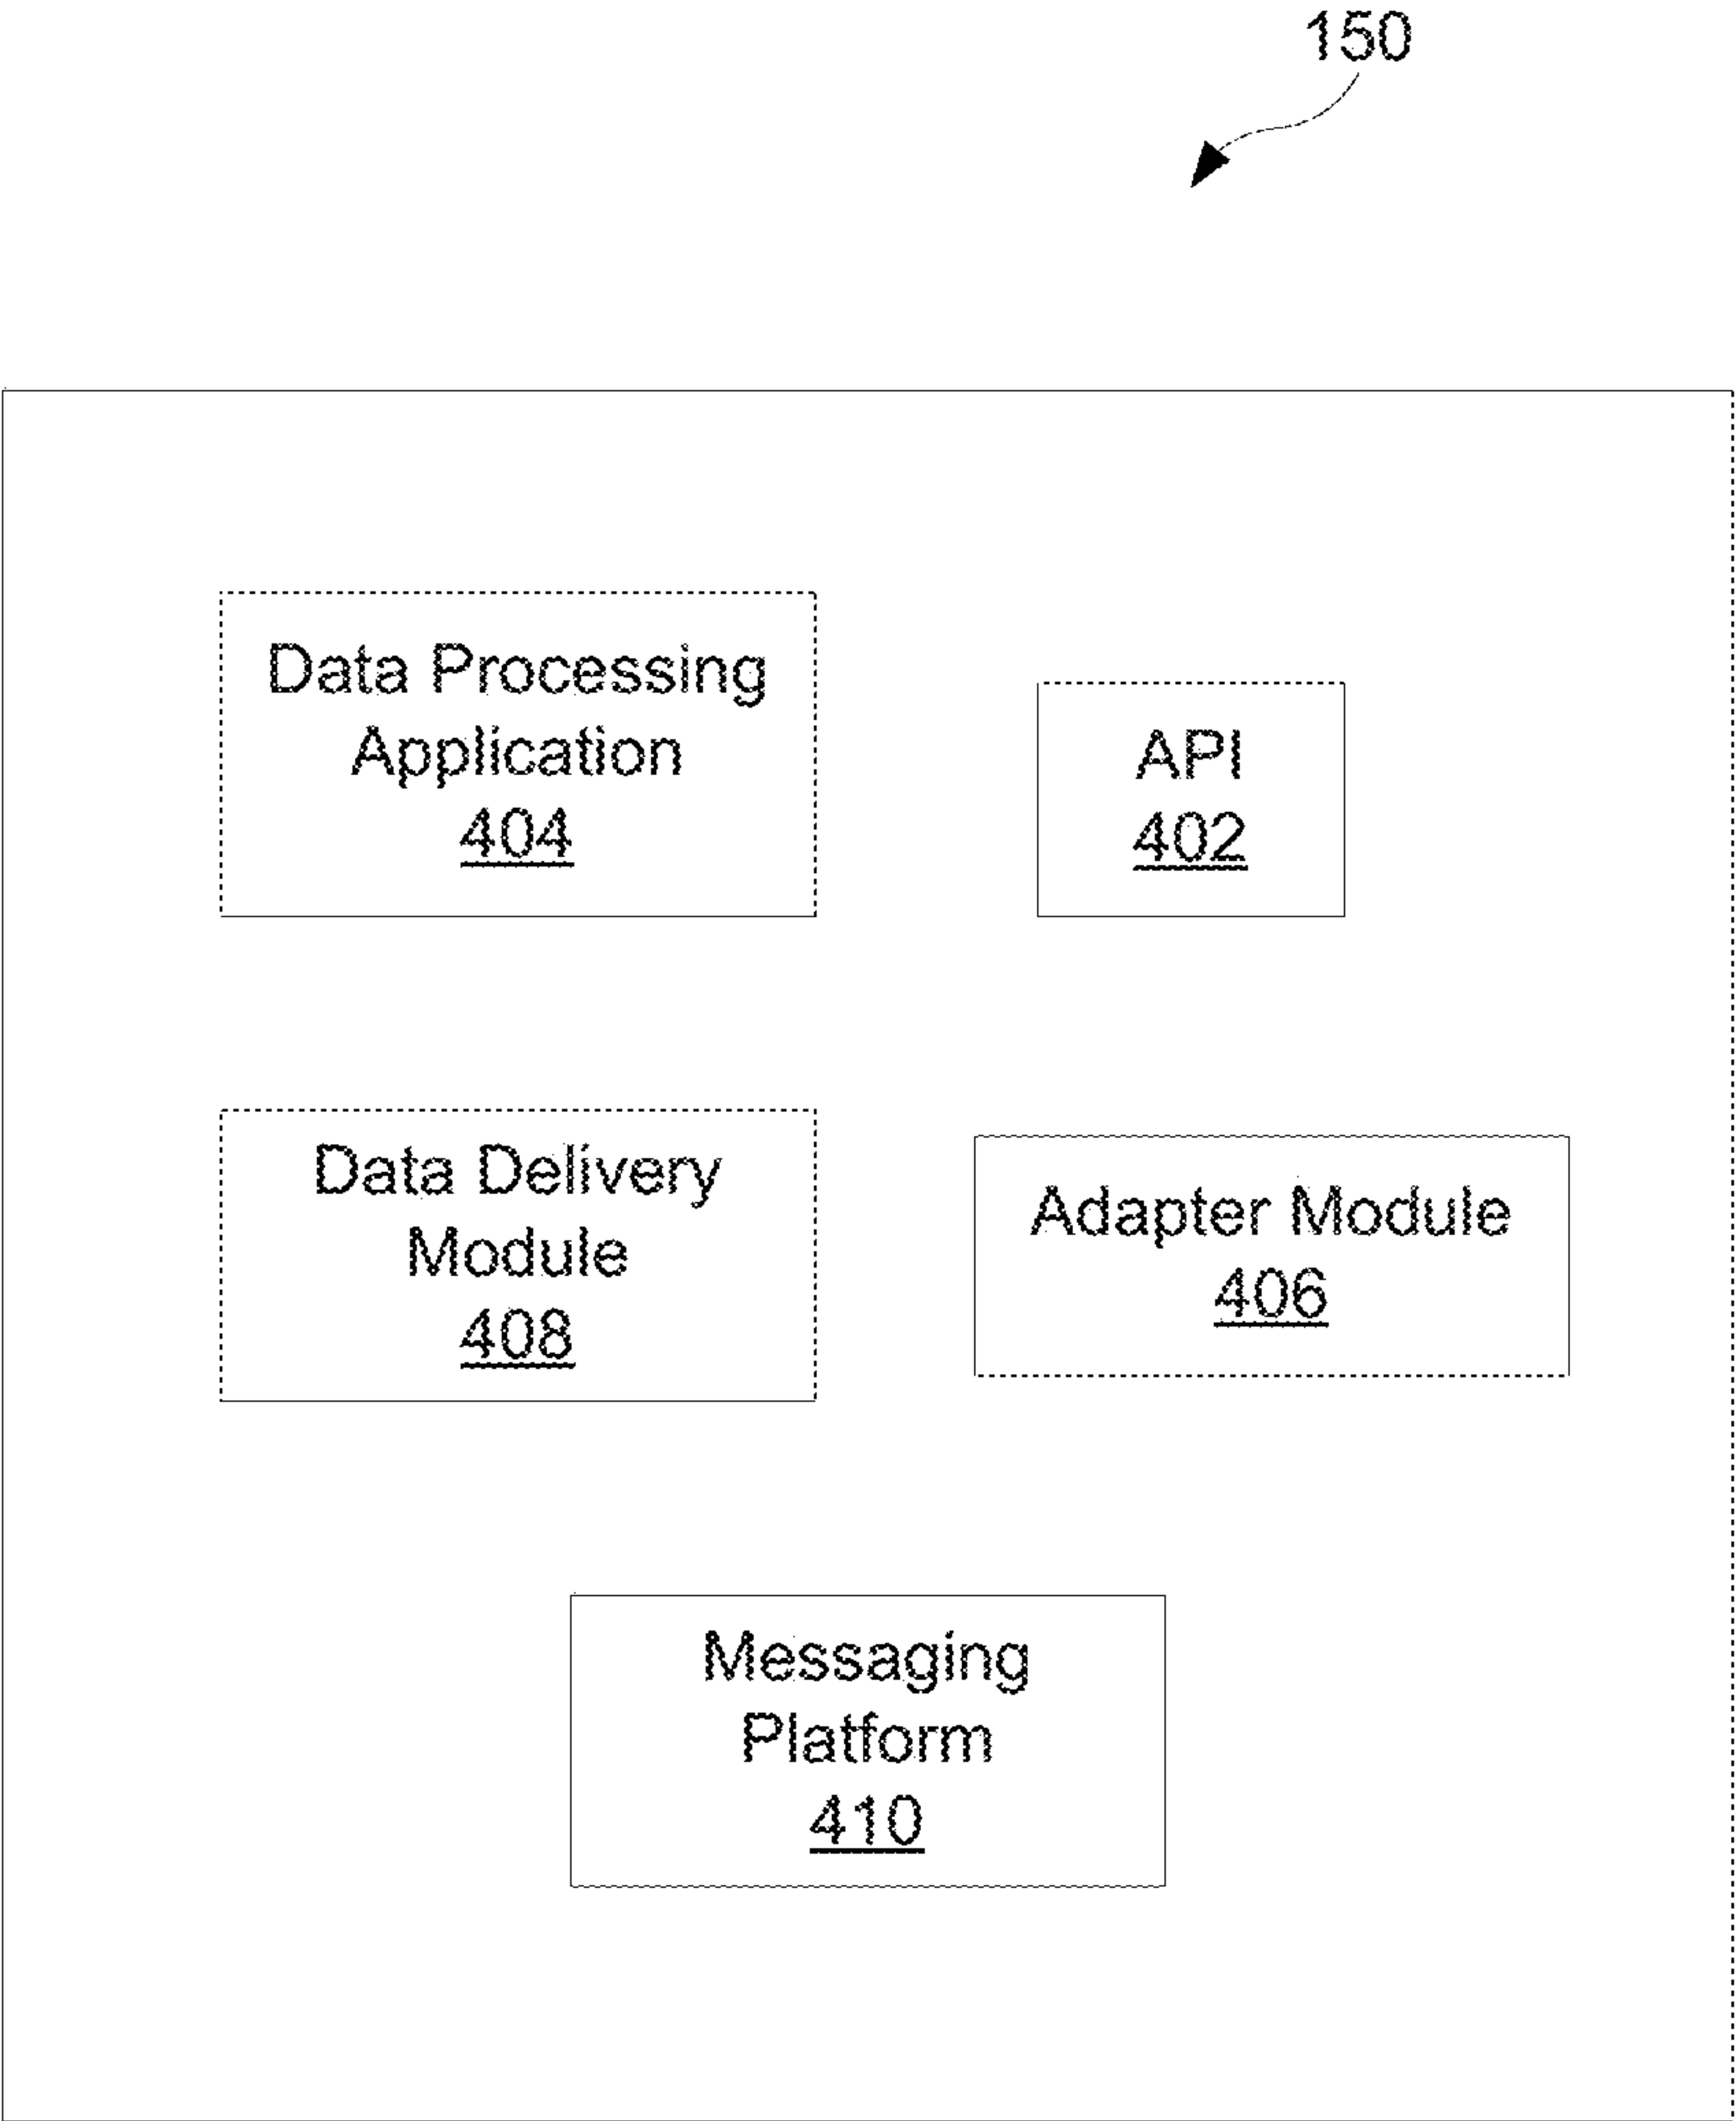 150
Data Processing
Application
404
API
402
Data Delivery
Module
408
Adapter Module
406
Messaging
Platform
410